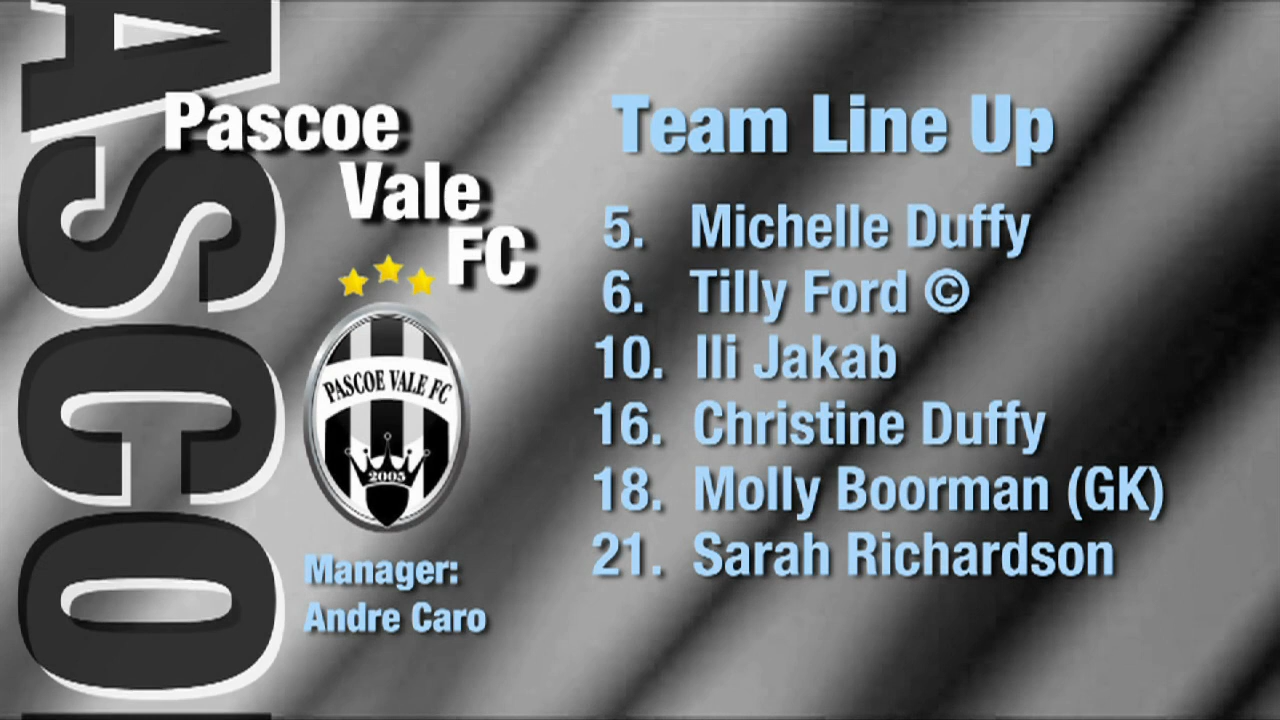 ASCO
Pascoe
Vale
FC
PASCOE VALE FC
2005
Manager:
Andre Caro
Team Line Up
5. Michelle Duffy
6. Tilly Ford ©
10. Ili Jakab
16. Christine Duffy
18. Molly Boorman (GK)
21. Sarah Richardson